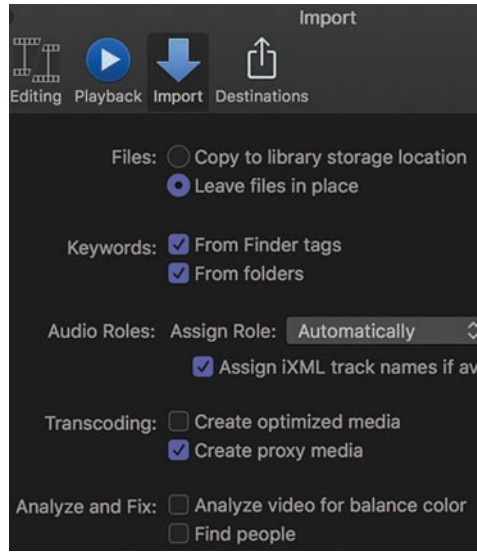 Import
Editing Playback Import Destinations
Files: Copy to library storage location
Leave files in place
Keywords: From Finder tags
From folders
Audio Roles: Assign Role: Automatically
Assign iXML track names if av
Transcoding: Create optimized media
Create proxy media
Analyze and Fix: Analyze video for balance color
Find people